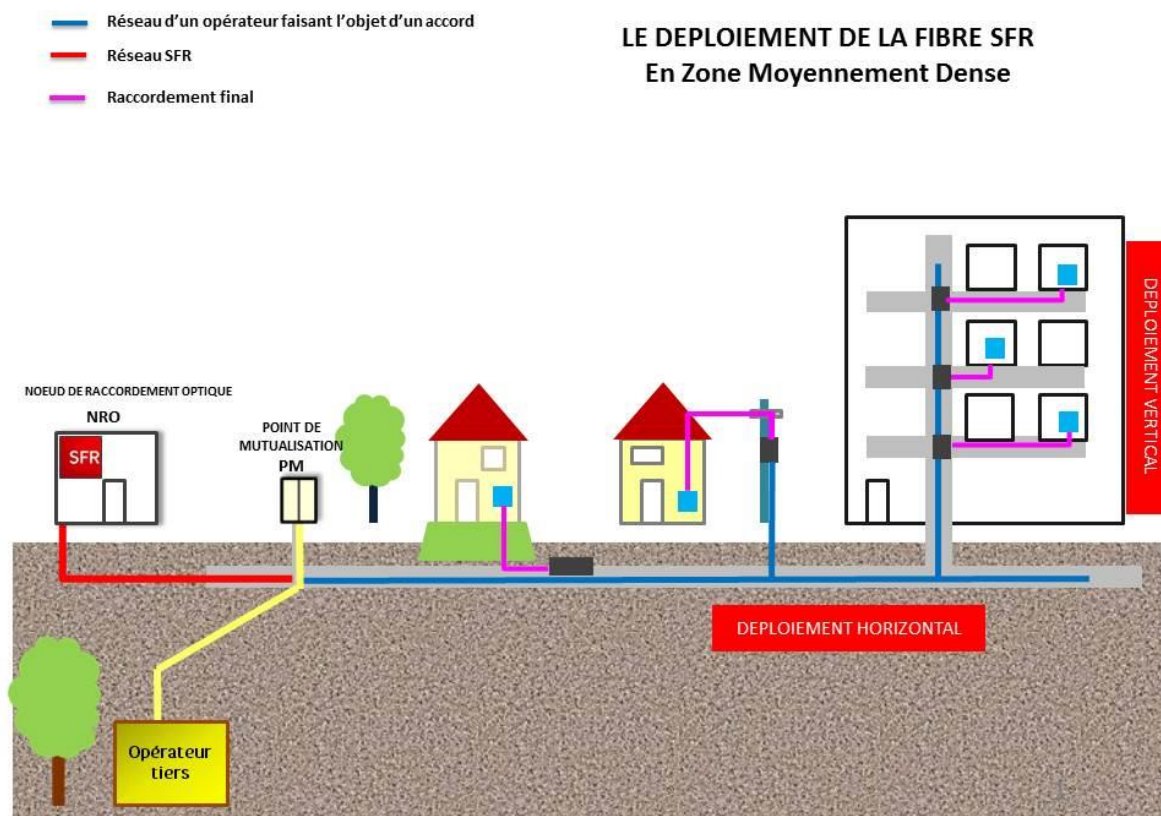 Réseau d'un opérateur faisant l'objet d'un accord
Réseau SFR
Raccordement final
LE DEPLOIEMENT DE LA FIBRE SFR
En Zone Moyennement Dense
NOEUD DE RACCORDEMENT OPTIQUE
NRO
SFR
POINT DE
MUTUALISATION
PM
DEPLOIEMENT VERTICAL
DEPLOIEMENT HORIZONTAL
Opérateur
tiers